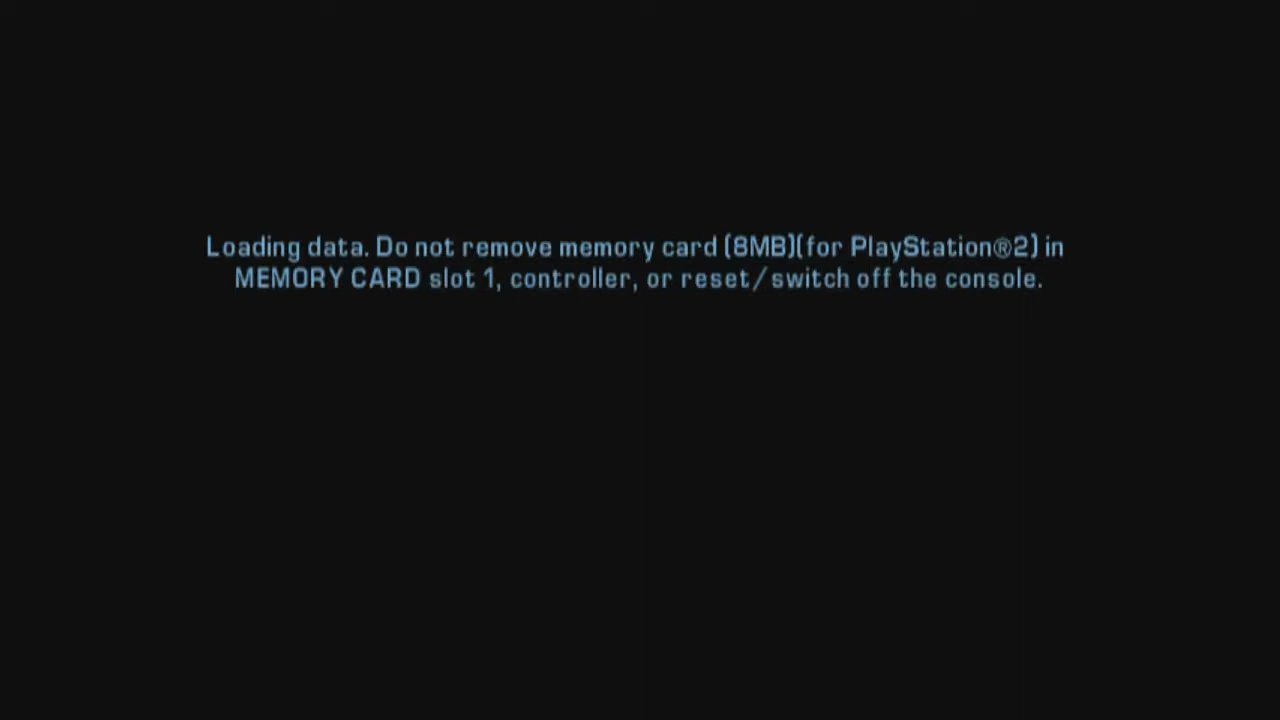 Loading data. Do not remove memory card (8MB)(for PlayStation®2) in
MEMORY CARD slot 1, controller, or reset/switch off the console.